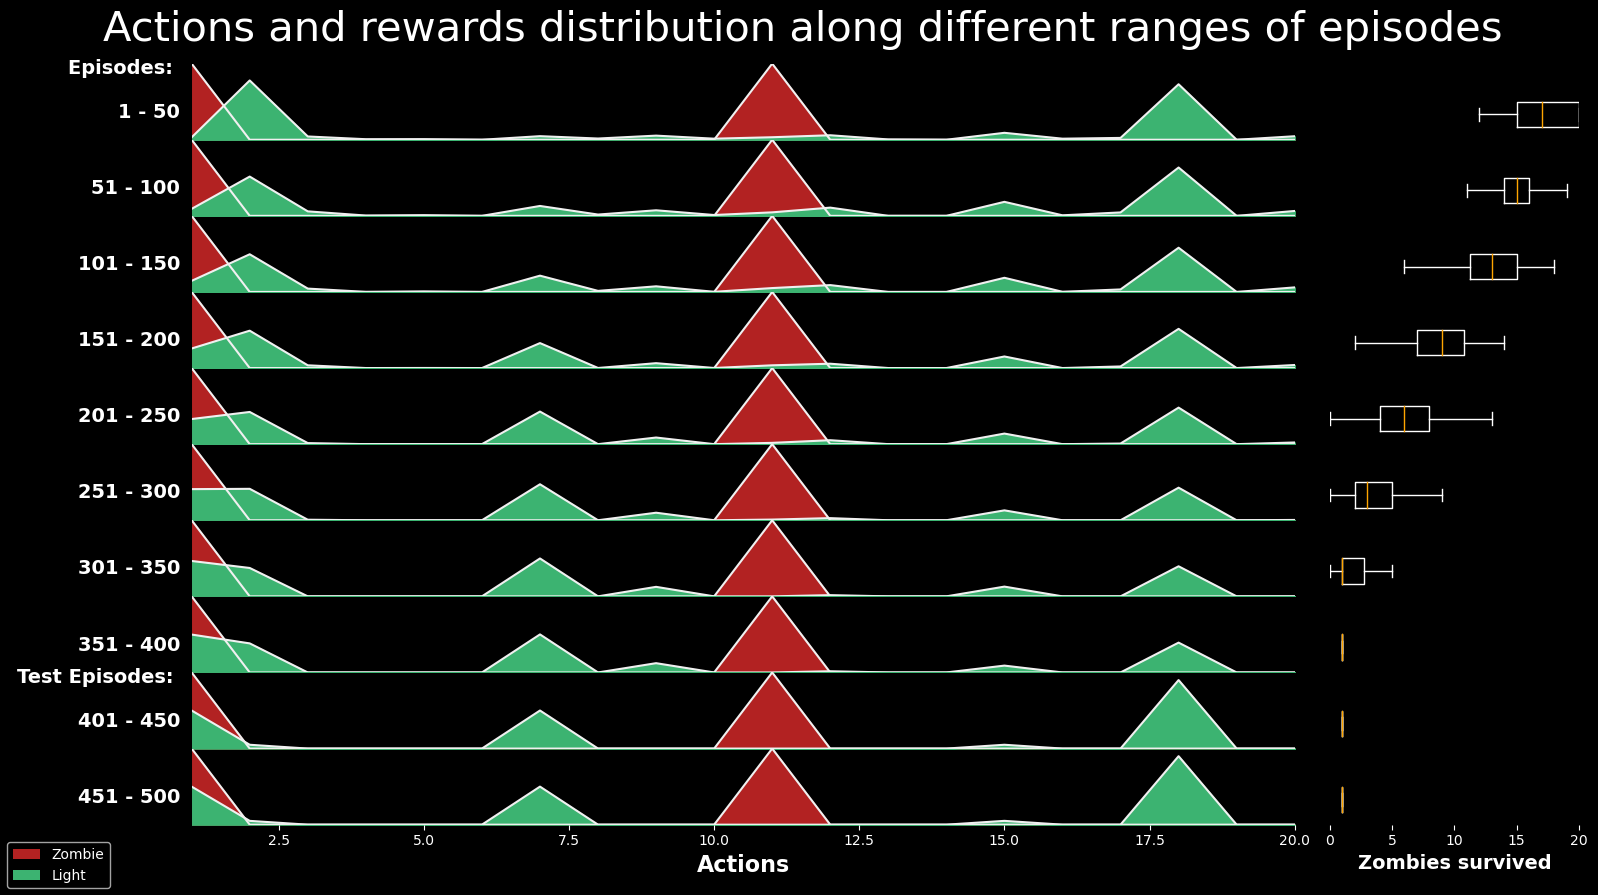 Actions and rewards distribution along different ranges of episodes
Episodes:
1 - 50
51 - 100
101 - 150
151 - 200
201 - 250
251 - 300
301 - 350
351 - 400
Test Episodes:
401 - 450
451 - 500
2.5 5.0 7.5 10.0 12.5 15.0 17.5 20.0
0 5 10 15 20
Actions
Zombies survived
Zombie
Light